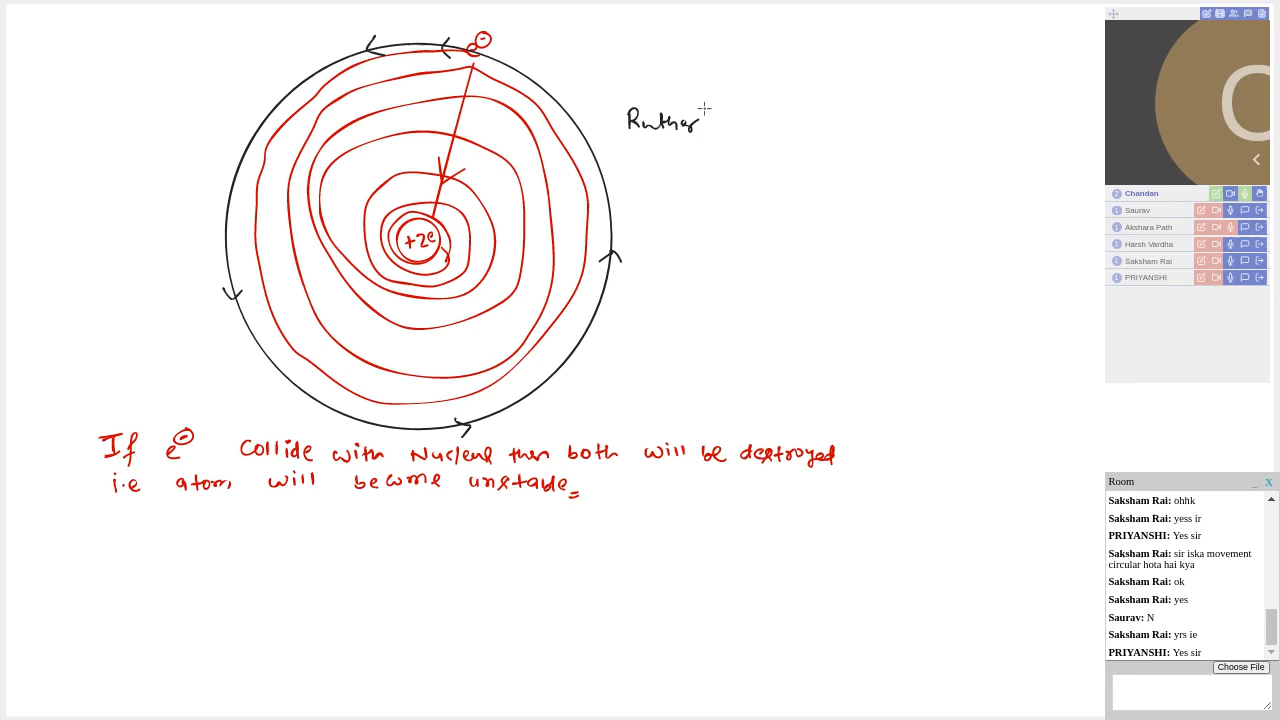 e⊖
Ruther
+2e
If e⊖ Collide with Nucleus then both will be destroyed
i.e atom, will become unstable
C
Chandan
Saurav
Akshara Path
Harsh Vardha
Saksham Rai
PRIYANSHI
Room _ X
Saksham Rai: ohhk
Saksham Rai: yess ir
PRIYANSHI: Yes sir
Saksham Rai: sir iska movement
circular hota hai kya
Saksham Rai: ok
Saksham Rai: yes
Saurav: N
Saksham Rai: yrs ie
PRIYANSHI: Yes sir
Choose File